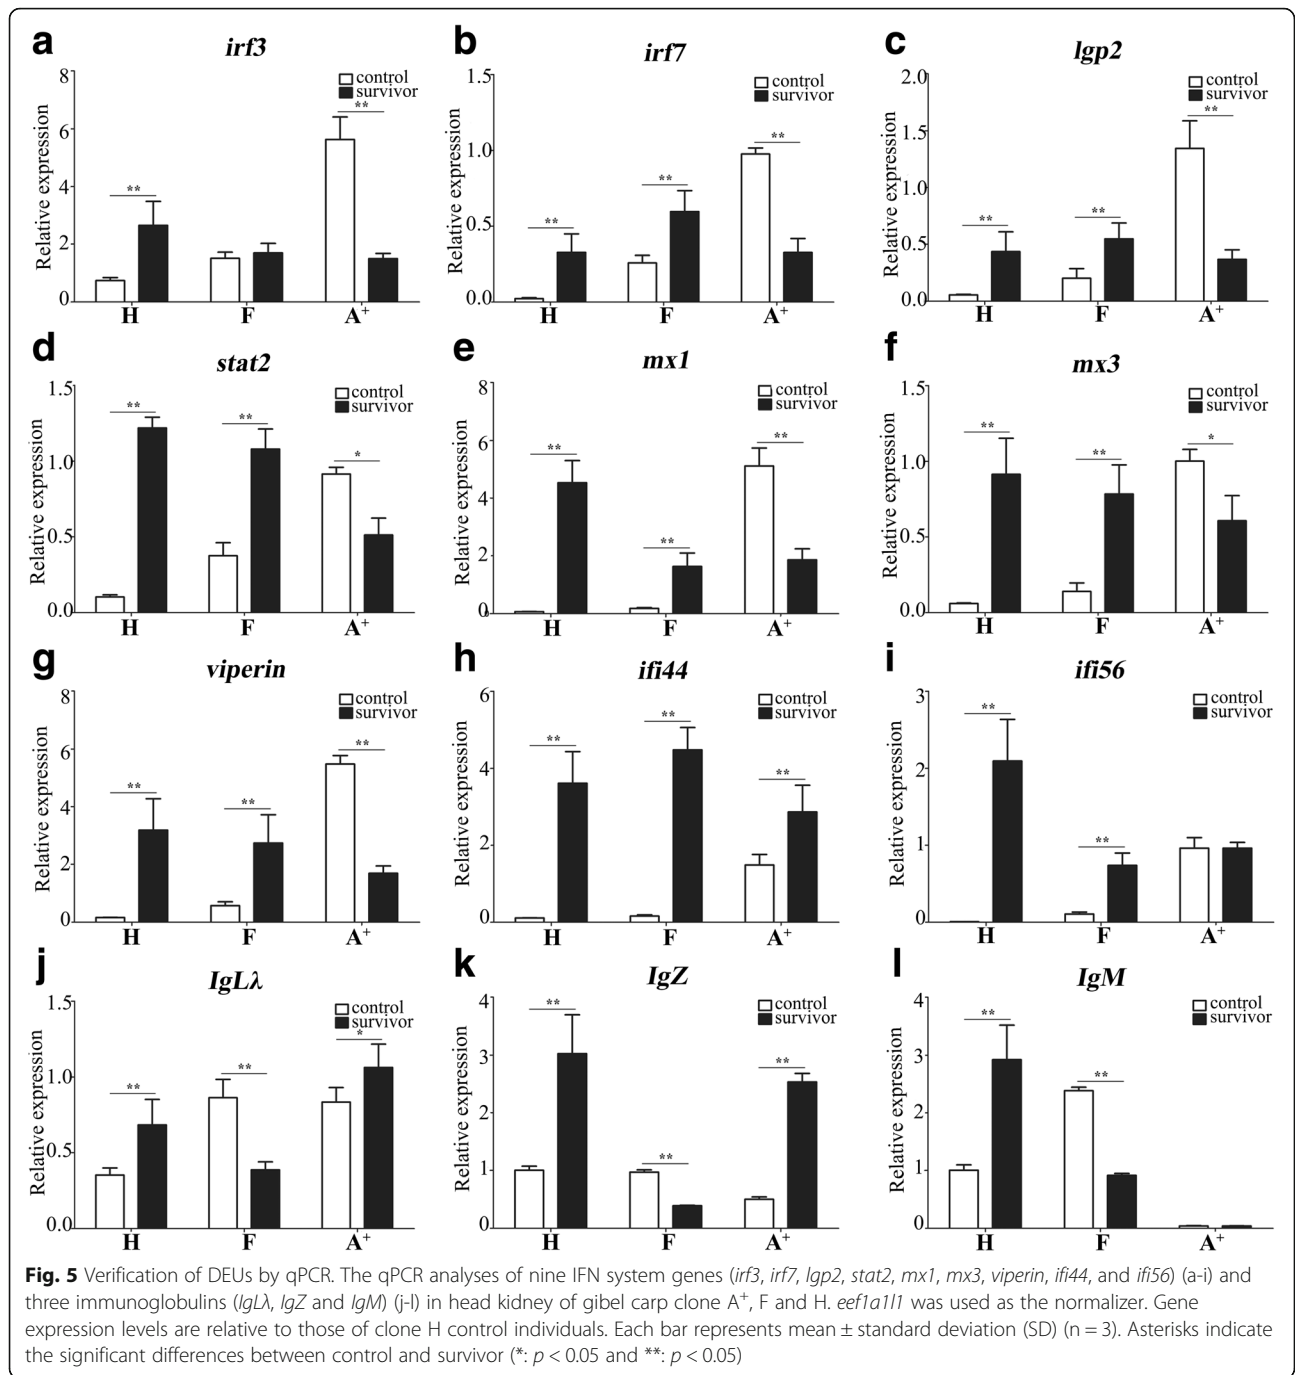 a
irf3
Relative expression
8
6
4
2
0
control
survivor
**
**
H
F
A+
b
irf7
Relative expression
1.5
1.0
0.5
0.0
control
survivor
**
**
**
H
F
A+
c
lgp2
Relative expression
2.0
1.5
1.0
0.5
0.0
control
survivor
**
**
**
H
F
A+
d
stat2
Relative expression
1.5
1.0
0.5
0.0
control
survivor
**
**
*
H
F
A+
e
mx1
Relative expression
8
6
4
2
0
control
survivor
**
**
**
H
F
A+
f
mx3
Relative expression
1.5
1.0
0.5
0.0
control
survivor
**
**
*
H
F
A+
g
viperin
Relative expression
8
6
4
2
0
control
survivor
**
**
**
H
F
A+
h
ifi44
Relative expression
6
4
2
0
control
survivor
**
**
**
H
F
A+
i
ifi56
Relative expression
3
2
1
0
control
survivor
**
**
H
F
A+
j
IgLλ
Relative expression
1.5
1.0
0.5
0.0
control
survivor
**
**
*
H
F
A+
k
IgZ
Relative expression
4
3
2
1
0
control
survivor
**
**
**
H
F
A+
l
IgM
Relative expression
4
3
2
1
0
control
survivor
**
**
H
F
A+
Fig. 5 Verification of DEUs by qPCR. The qPCR analyses of nine IFN system genes (irf3, irf7, lgp2, stat2, mx1, mx3, viperin, ifi44, and ifi56) (a-i) and
three immunoglobulins (IgLλ, IgZ and IgM) (j-l) in head kidney of gibel carp clone A+, F and H. eef1a1l1 was used as the normalizer. Gene
expression levels are relative to those of clone H control individuals. Each bar represents mean ± standard deviation (SD) (n = 3). Asterisks indicate
the significant differences between control and survivor (*: p < 0.05 and **: p < 0.05)